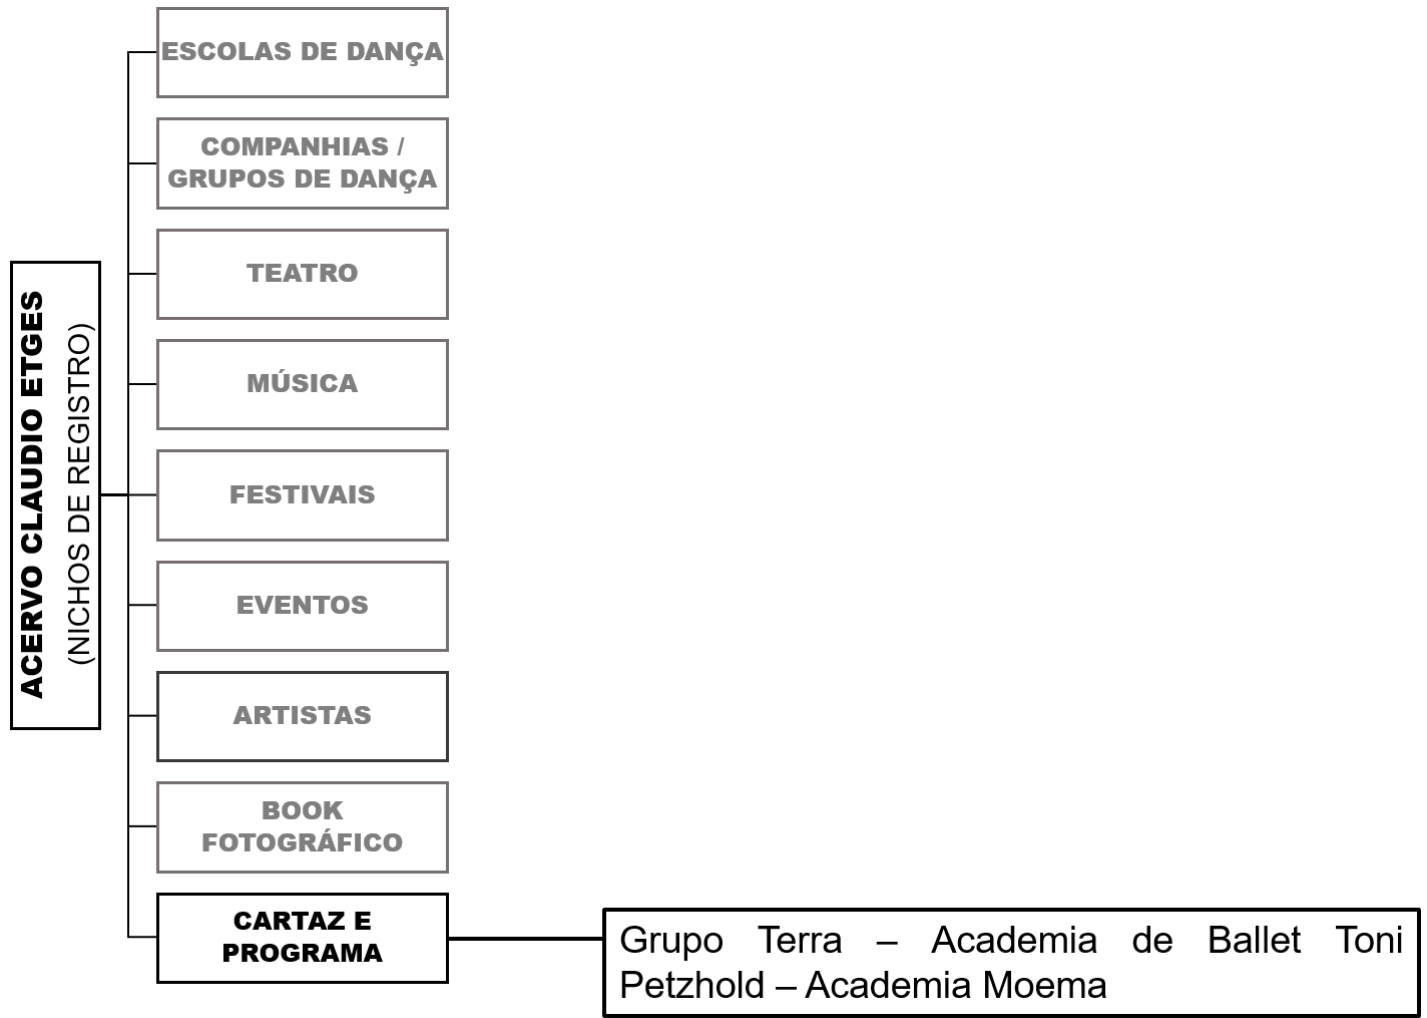 ACERVO CLAUDIO ETGES
(NICHOS DE REGISTRO)
ESCOLAS DE DANÇA
COMPANHIAS /
GRUPOS DE DANÇA
TEATRO
MÚSICA
FESTIVAIS
EVENTOS
ARTISTAS
BOOK
FOTOGRÁFICO
CARTAZ E
PROGRAMA
Grupo Terra – Academia de Ballet Toni
Petzhold – Academia Moema